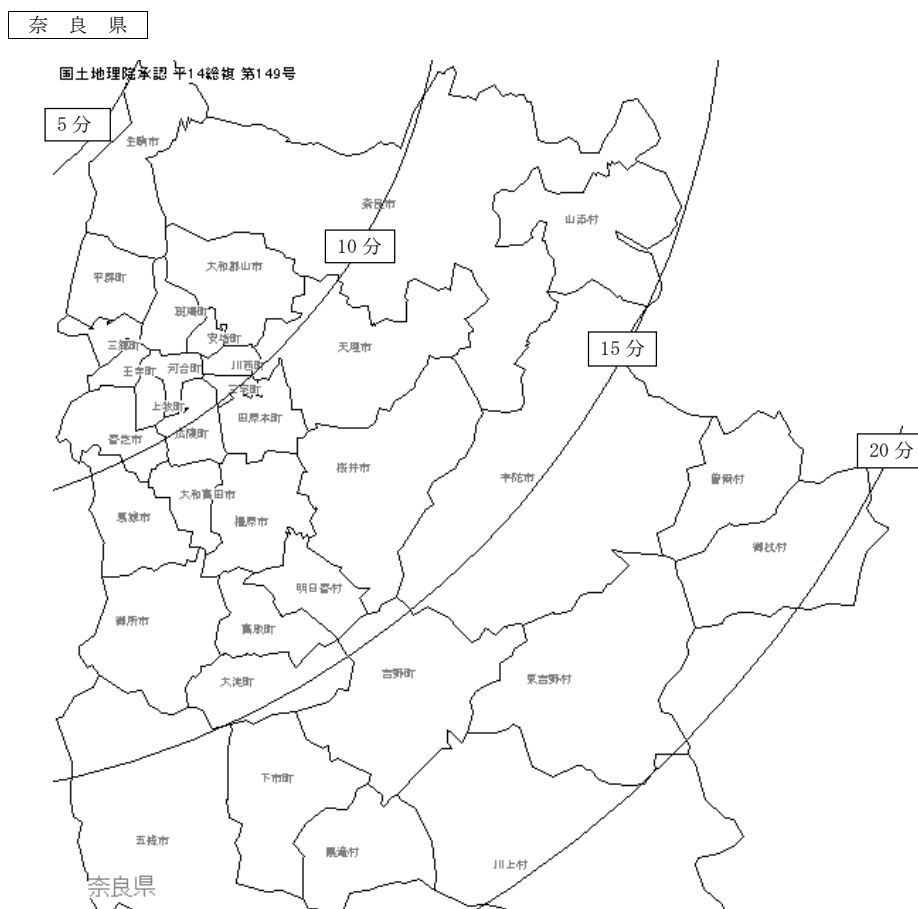 奈良県
国土地理院承認 平14総複 第149号
5分
生駒市
奈良市
山添村
10分
大和郡山市
平群町
斑鳩町
安堵町
三郷町
天理市
15分
川西町
王寺町
河合町
三宅町
上牧町
田原本町
広陵町
香芝市
20分
桜井市
宇陀市
曽爾村
大和高田市
葛城市
橿原市
御杖村
明日香村
御所市
高取町
吉野町
東吉野村
大淀町
下市町
五條市
黒滝村
川上村
奈良県